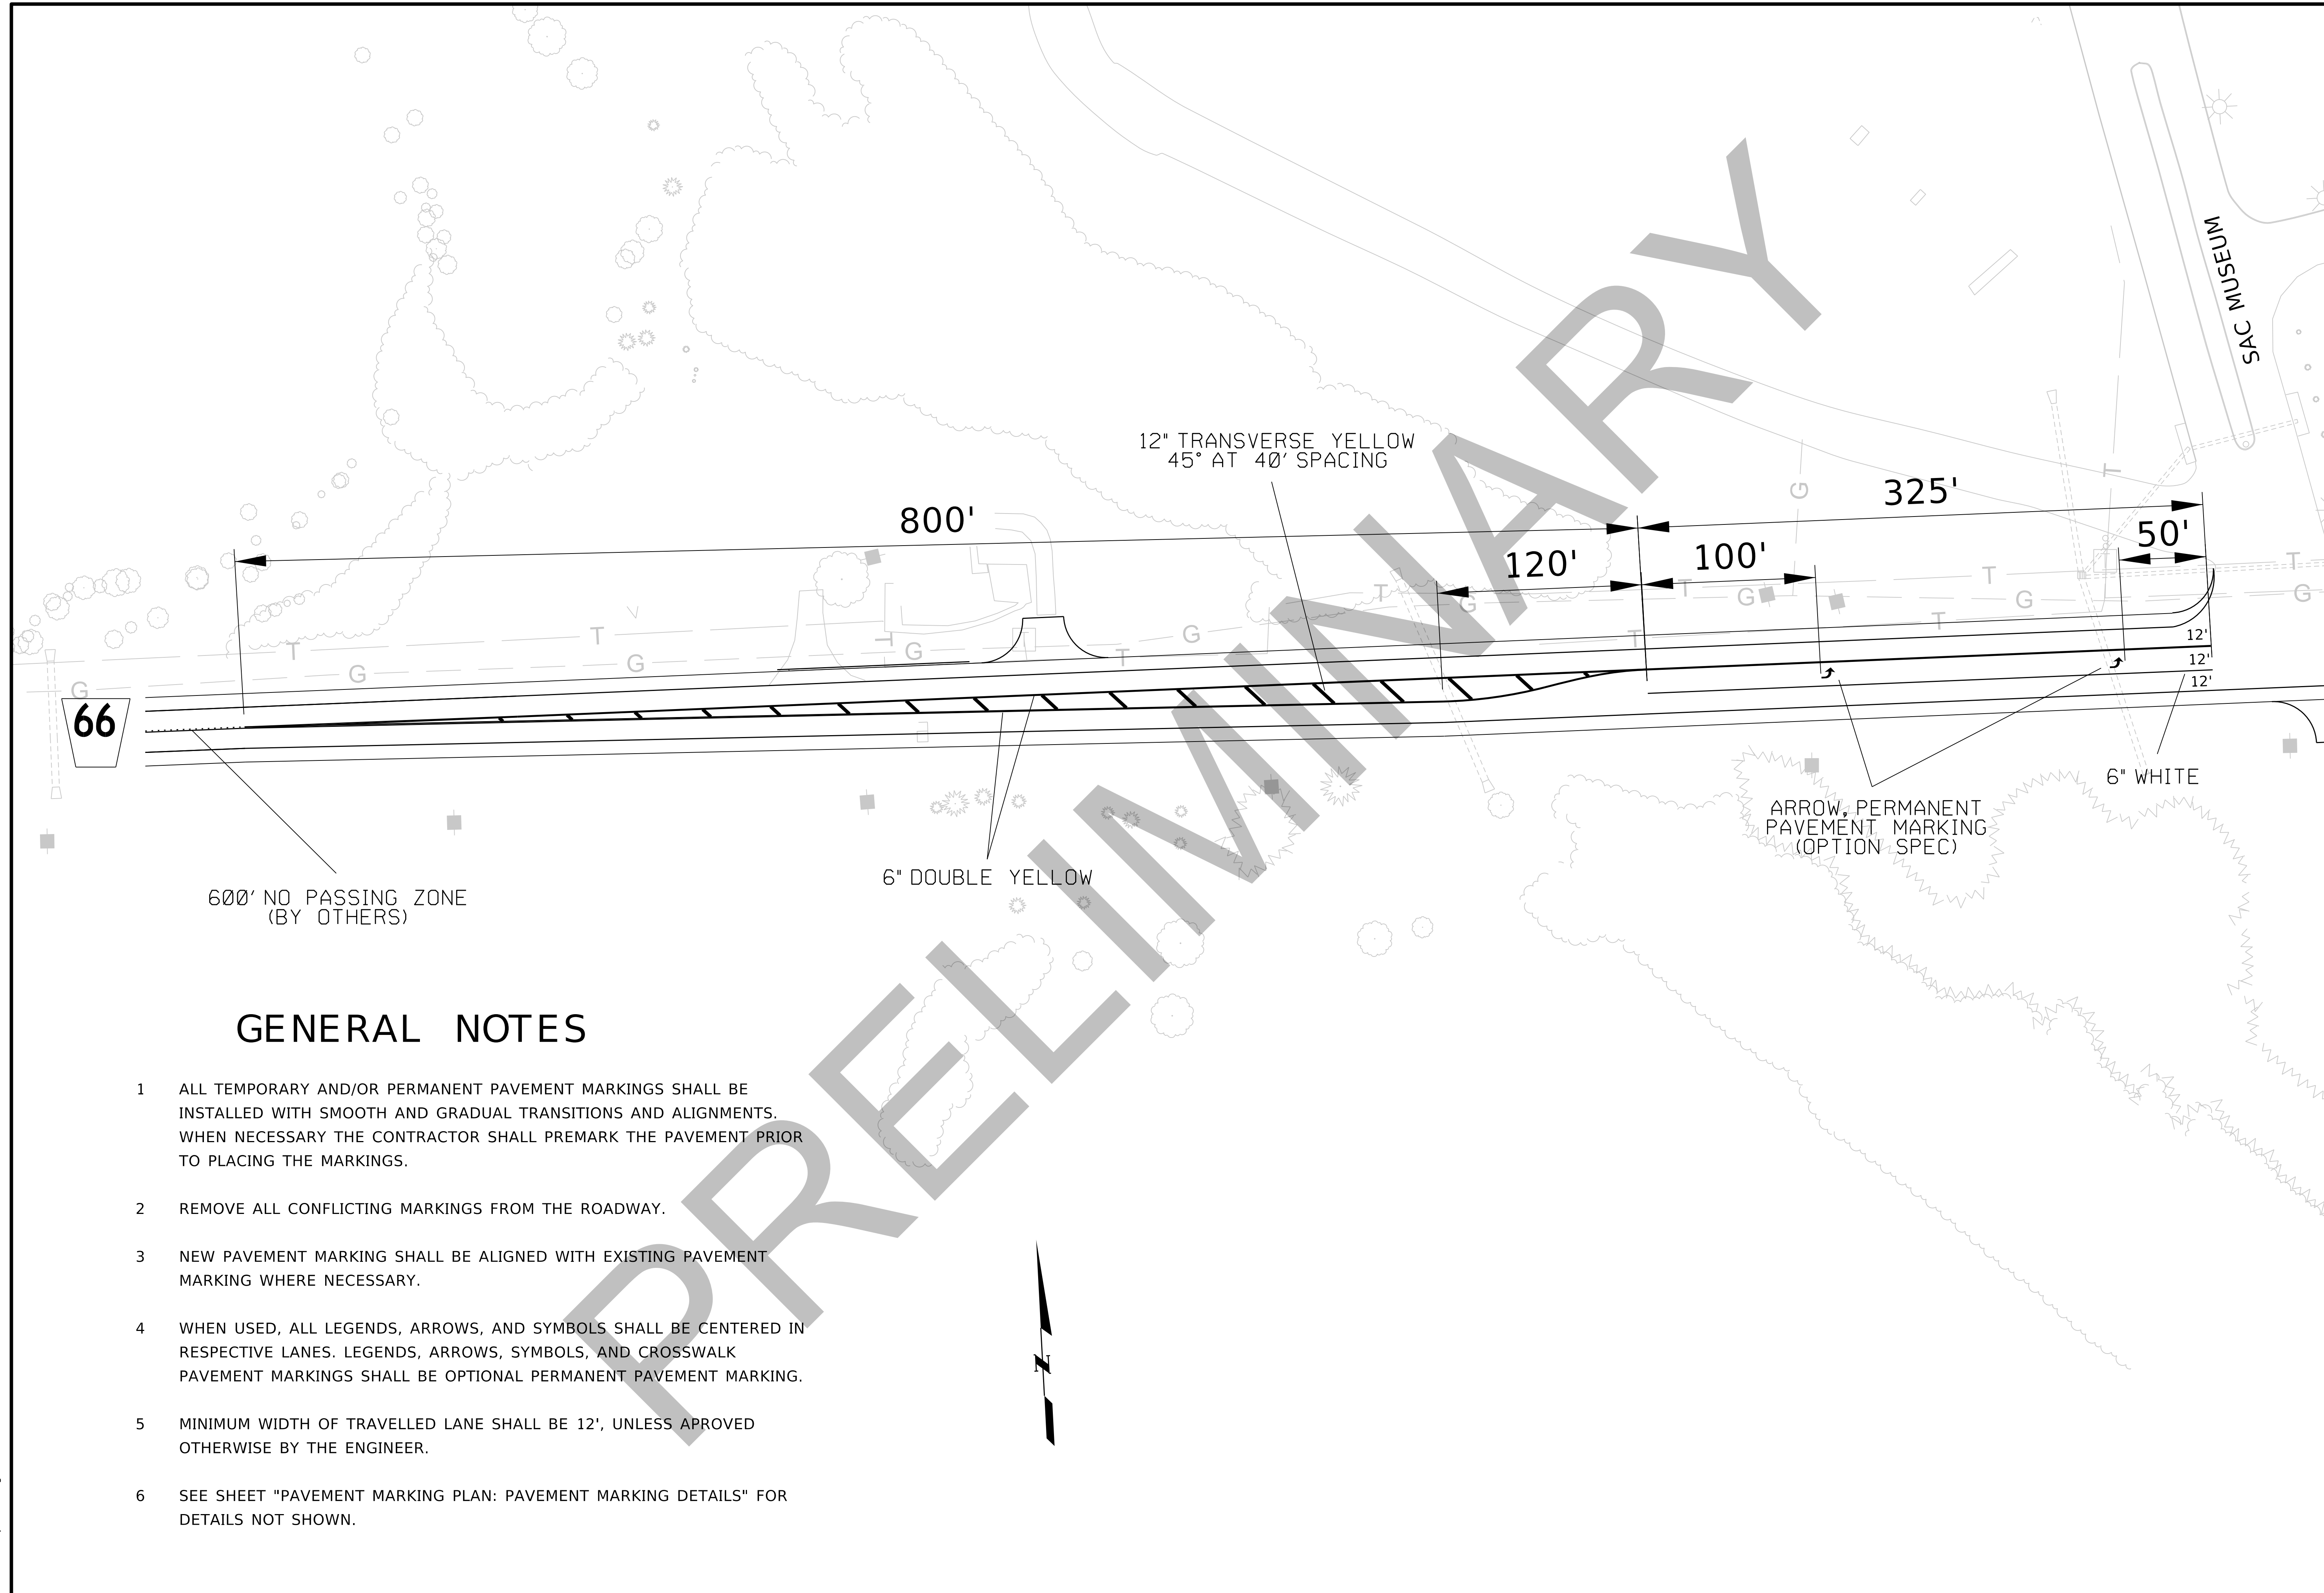 SAC MUSEUM
12" TRANSVERSE YELLOW
45° AT 40' SPACING
800'
325'
120'
100'
50'
12'
12'
12'
66
T
T
T
T
T
T
T
T
T
T
T
T
G
G
G
G
G
G
G
G
G
G
6" WHITE
ARROW, PERMANENT
PAVEMENT MARKING
(OPTION SPEC)
6" DOUBLE YELLOW
600' NO PASSING ZONE
(BY OTHERS)
PRELIMINARY
N
GENERAL NOTES
1 ALL TEMPORARY AND/OR PERMANENT PAVEMENT MARKINGS SHALL BE
INSTALLED WITH SMOOTH AND GRADUAL TRANSITIONS AND ALIGNMENTS.
WHEN NECESSARY THE CONTRACTOR SHALL PREMARK THE PAVEMENT PRIOR
TO PLACING THE MARKINGS.
2 REMOVE ALL CONFLICTING MARKINGS FROM THE ROADWAY.
3 NEW PAVEMENT MARKING SHALL BE ALIGNED WITH EXISTING PAVEMENT
MARKING WHERE NECESSARY.
4 WHEN USED, ALL LEGENDS, ARROWS, AND SYMBOLS SHALL BE CENTERED IN
RESPECTIVE LANES. LEGENDS, ARROWS, SYMBOLS, AND CROSSWALK
PAVEMENT MARKINGS SHALL BE OPTIONAL PERMANENT PAVEMENT MARKING.
5 MINIMUM WIDTH OF TRAVELLED LANE SHALL BE 12', UNLESS APROVED
OTHERWISE BY THE ENGINEER.
6 SEE SHEET "PAVEMENT MARKING PLAN: PAVEMENT MARKING DETAILS" FOR
DETAILS NOT SHOWN.